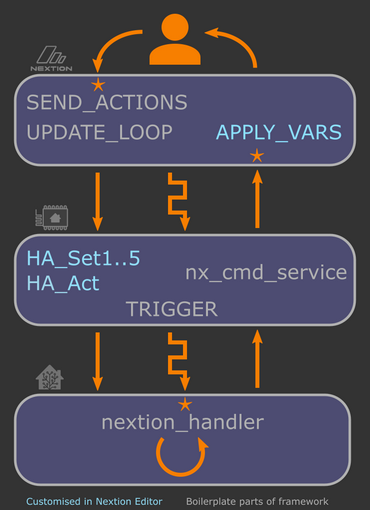 NEXTION
SEND_ACTIONS
UPDATE_LOOP
APPLY_VARS
HA_Set1..5
HA_Act
nx_cmd_service
TRIGGER
nextion_handler
Customised in Nextion Editor
Boilerplate parts of framework